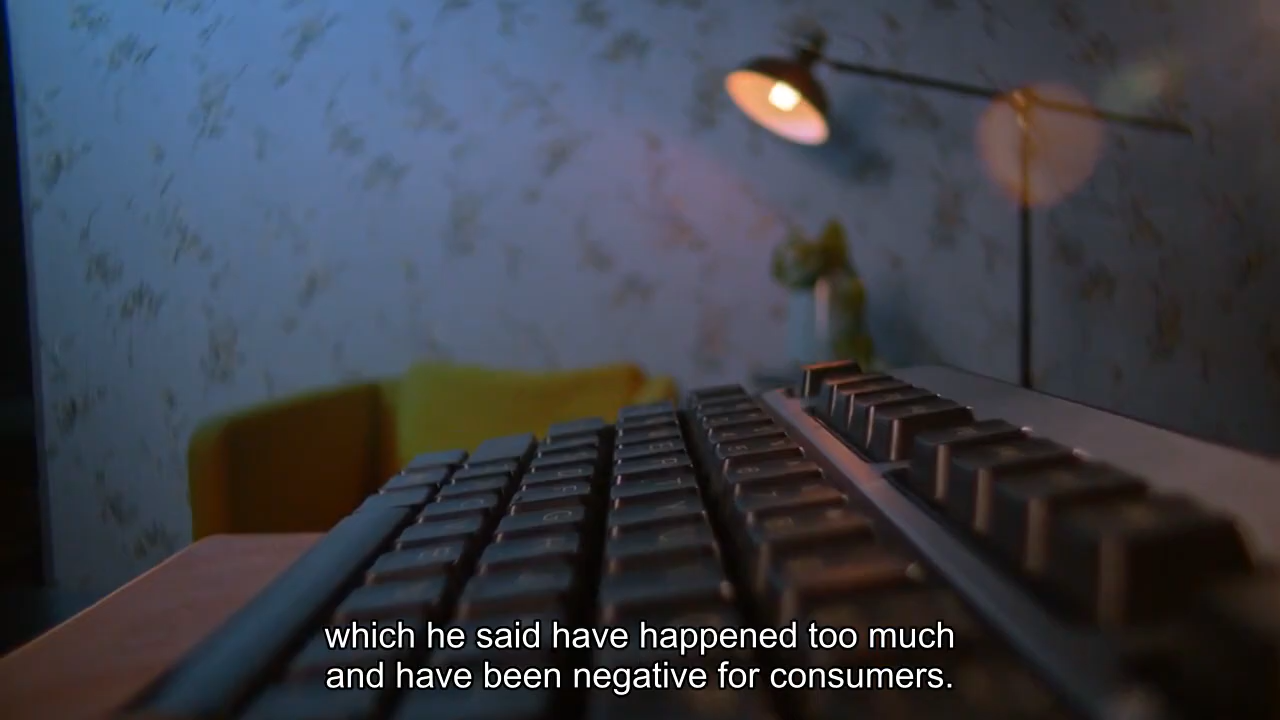 which he said have happened too much
and have been negative for consumers.